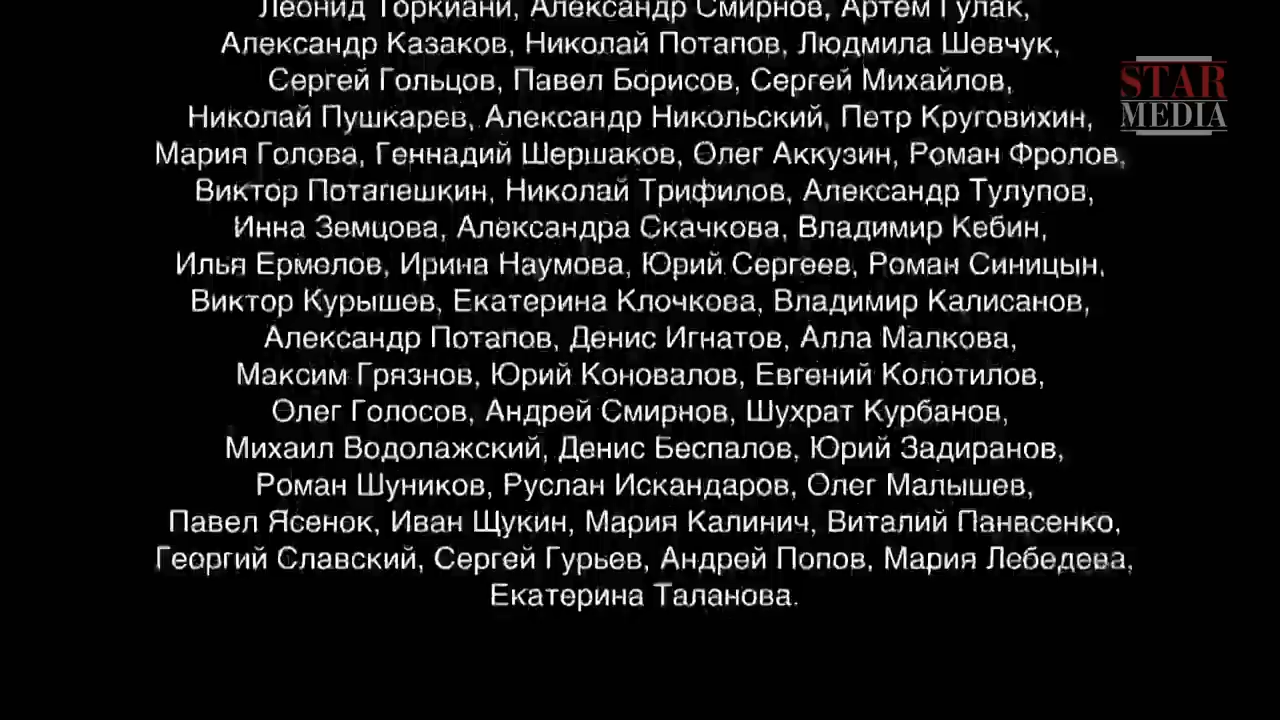 Леонид Торкиани, Александр Смирнов, Артем Гулак,
Александр Казаков, Николай Потапов, Людмила Шевчук,
Сергей Гольцов, Павел Борисов, Сергей Михайлов,
Николай Пушкарев, Александр Никольский, Петр Круговихин,
Мария Голова, Геннадий Шершаков, Олег Аккузин, Роман Фролов,
Виктор Потапешкин, Николай Трифилов, Александр Тулупов,
Инна Земцова, Александра Скачкова, Владимир Кебин,
Илья Ермолов, Ирина Наумова, Юрий Сергеев, Роман Синицын,
Виктор Курышев, Екатерина Клочкова, Владимир Калисанов,
Александр Потапов, Денис Игнатов, Алла Малкова,
Максим Грязнов, Юрий Коновалов, Евгений Колотилов,
Олег Голосов, Андрей Смирнов, Шухрат Курбанов,
Михаил Водолажский, Денис Беспалов, Юрий Задиранов,
Роман Шуников, Руслан Искандаров, Олег Малышев,
Павел Ясенок, Иван Щукин, Мария Калинич, Виталий Панасенко,
Георгий Славский, Сергей Гурьев, Андрей Попов, Мария Лебедева,
Екатерина Таланова.
STAR
MEDIA